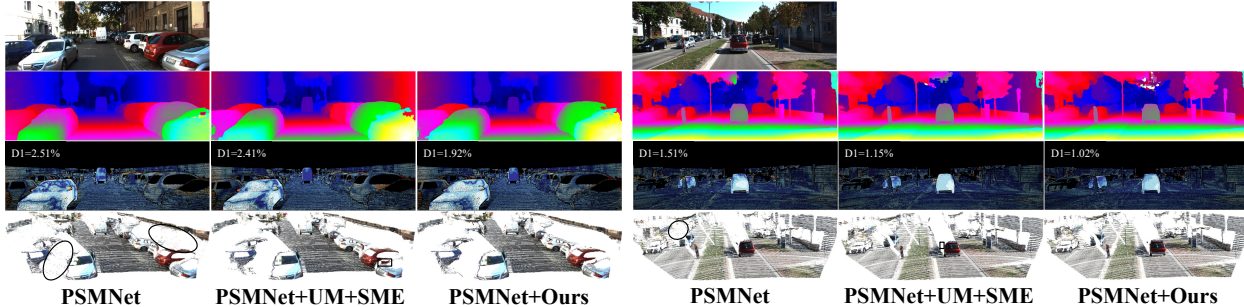 D1=2.51% D1=2.41% D1=1.92% D1=1.51% D1=1.15% D1=1.02%
PSMNet PSMNet+UM+SME PSMNet+Ours PSMNet PSMNet+UM+SME PSMNet+Ours